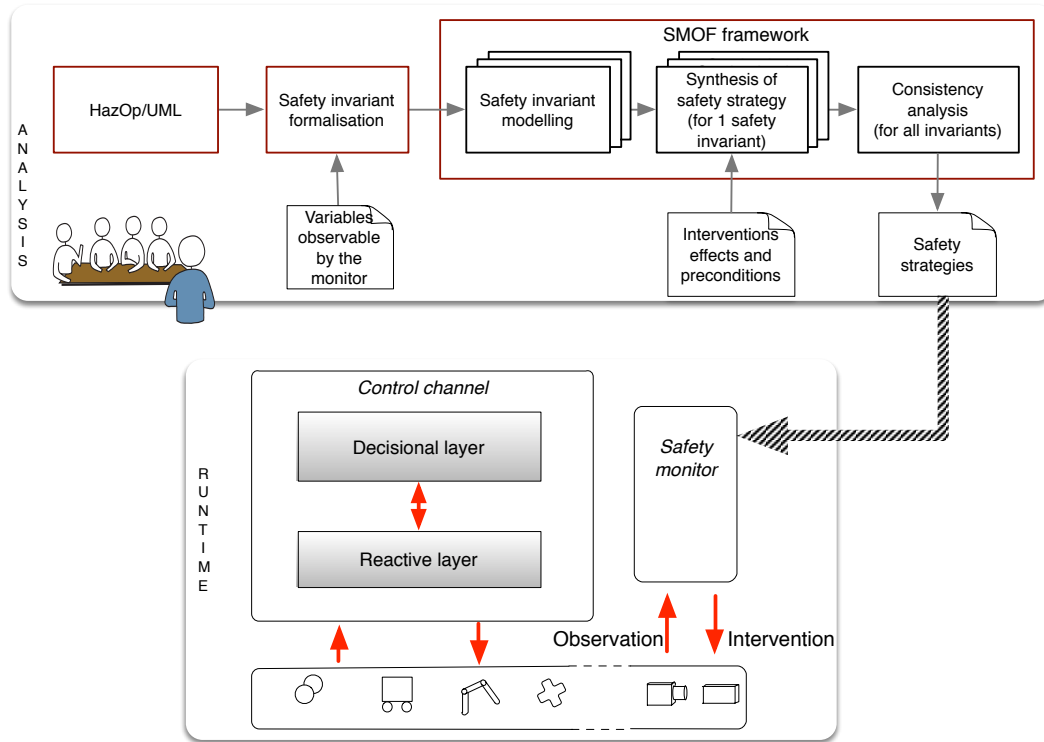 SMOF framework
HazOp/UML
Safety invariant
formalisation
Safety invariant
modelling
Synthesis of
safety strategy
(for 1 safety
invariant)
Consistency
analysis
(for all invariants)
ANALYSIS
Variables
observable
by the
monitor
Interventions
effects and
preconditions
Safety
strategies
RUNTIME
Control channel
Decisional layer
Reactive layer
Safety
monitor
Observation
Intervention